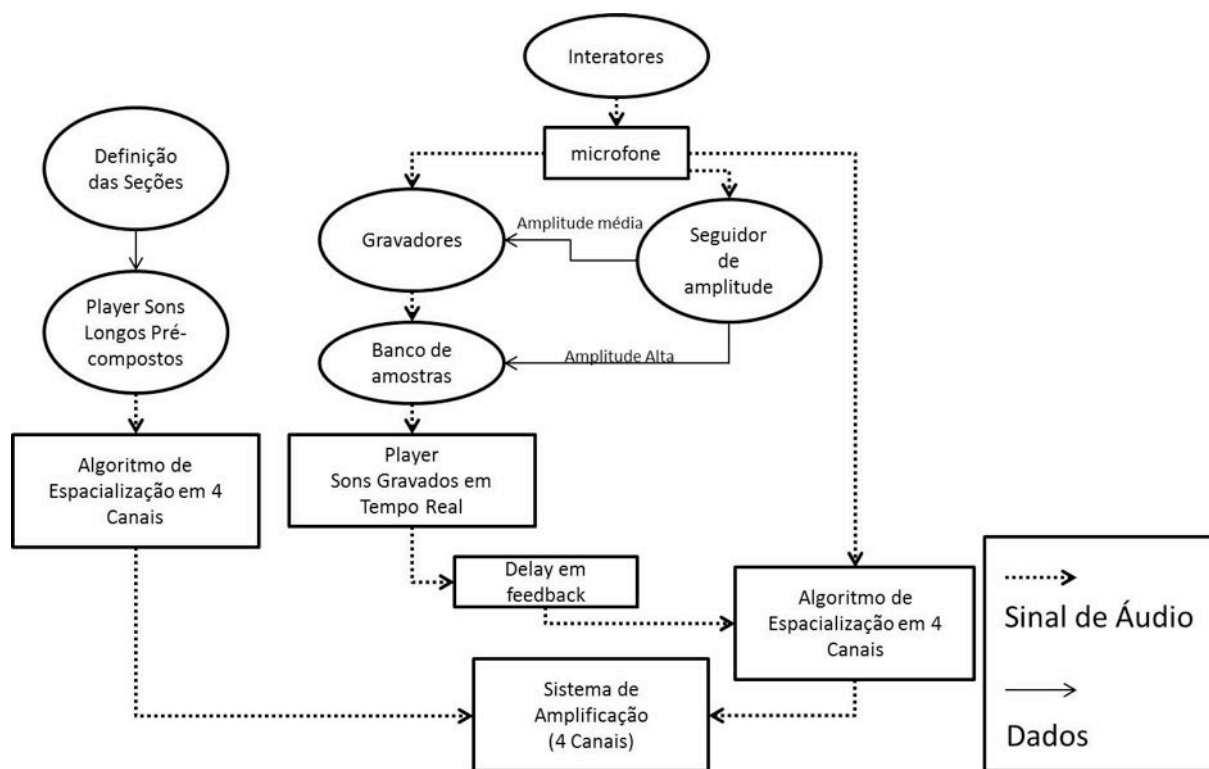 Interatores
microfone
Definição
das Seções
Gravadores
Amplitude média
Seguidor
de
amplitude
Player Sons
Longos Pré-
compostos
Banco de
amostras
Amplitude Alta
Algoritmo de
Espacialização em 4
Canais
Player
Sons Gravados em
Tempo Real
Delay em
feedback
Algoritmo de
Espacialização em 4
Canais
Sistema de
Amplificação
(4 Canais)
Sinal de Áudio
Dados